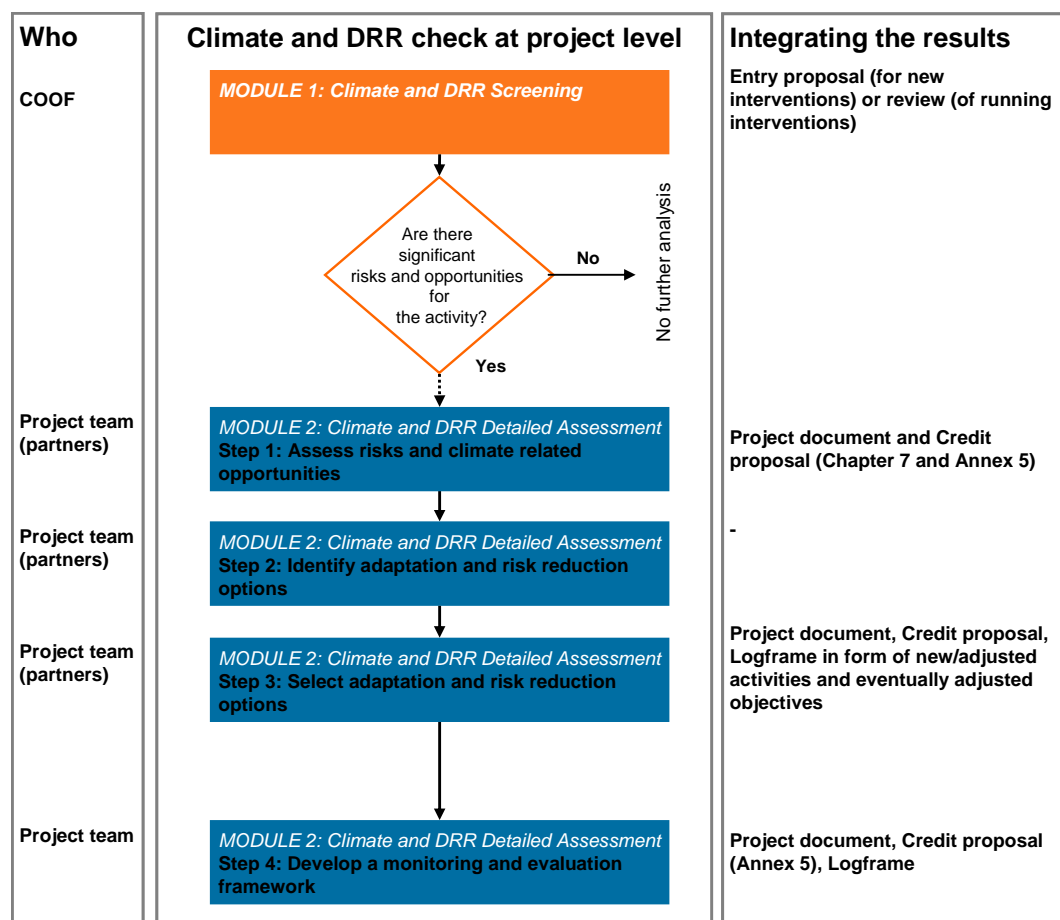 Who
COOF
Project team
(partners)
Project team
(partners)
Project team
(partners)
Project team
Climate and DRR check at project level
MODULE 1: Climate and DRR Screening
Are there
significant
risks and opportunities
for
the activity?
No
No further analysis
Yes
MODULE 2: Climate and DRR Detailed Assessment
Step 1: Assess risks and climate related
opportunities
MODULE 2: Climate and DRR Detailed Assessment
Step 2: Identify adaptation and risk reduction
options
MODULE 2: Climate and DRR Detailed Assessment
Step 3: Select adaptation and risk reduction
options
MODULE 2: Climate and DRR Detailed Assessment
Step 4: Develop a monitoring and evaluation
framework
Integrating the results
Entry proposal (for new
interventions) or review (of running
interventions)
Project document and Credit
proposal (Chapter 7 and Annex 5)
-
Project document, Credit proposal,
Logframe in form of new/adjusted
activities and eventually adjusted
objectives
Project document, Credit proposal
(Annex 5), Logframe